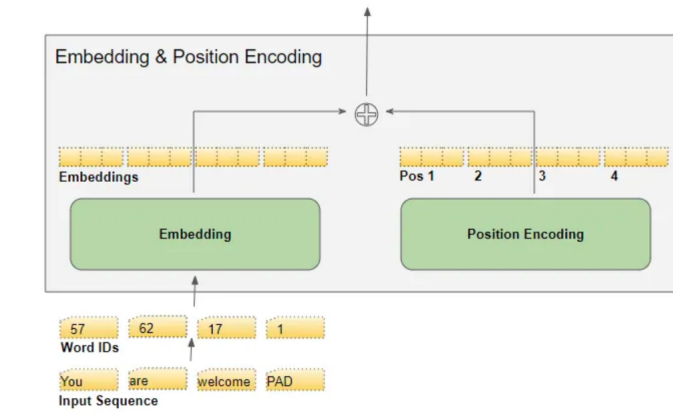 Embedding & Position Encoding
Embeddings
Pos 1 2 3 4
Embedding
Position Encoding
57 62 17 1
Word IDs
You are welcome PAD
Input Sequence